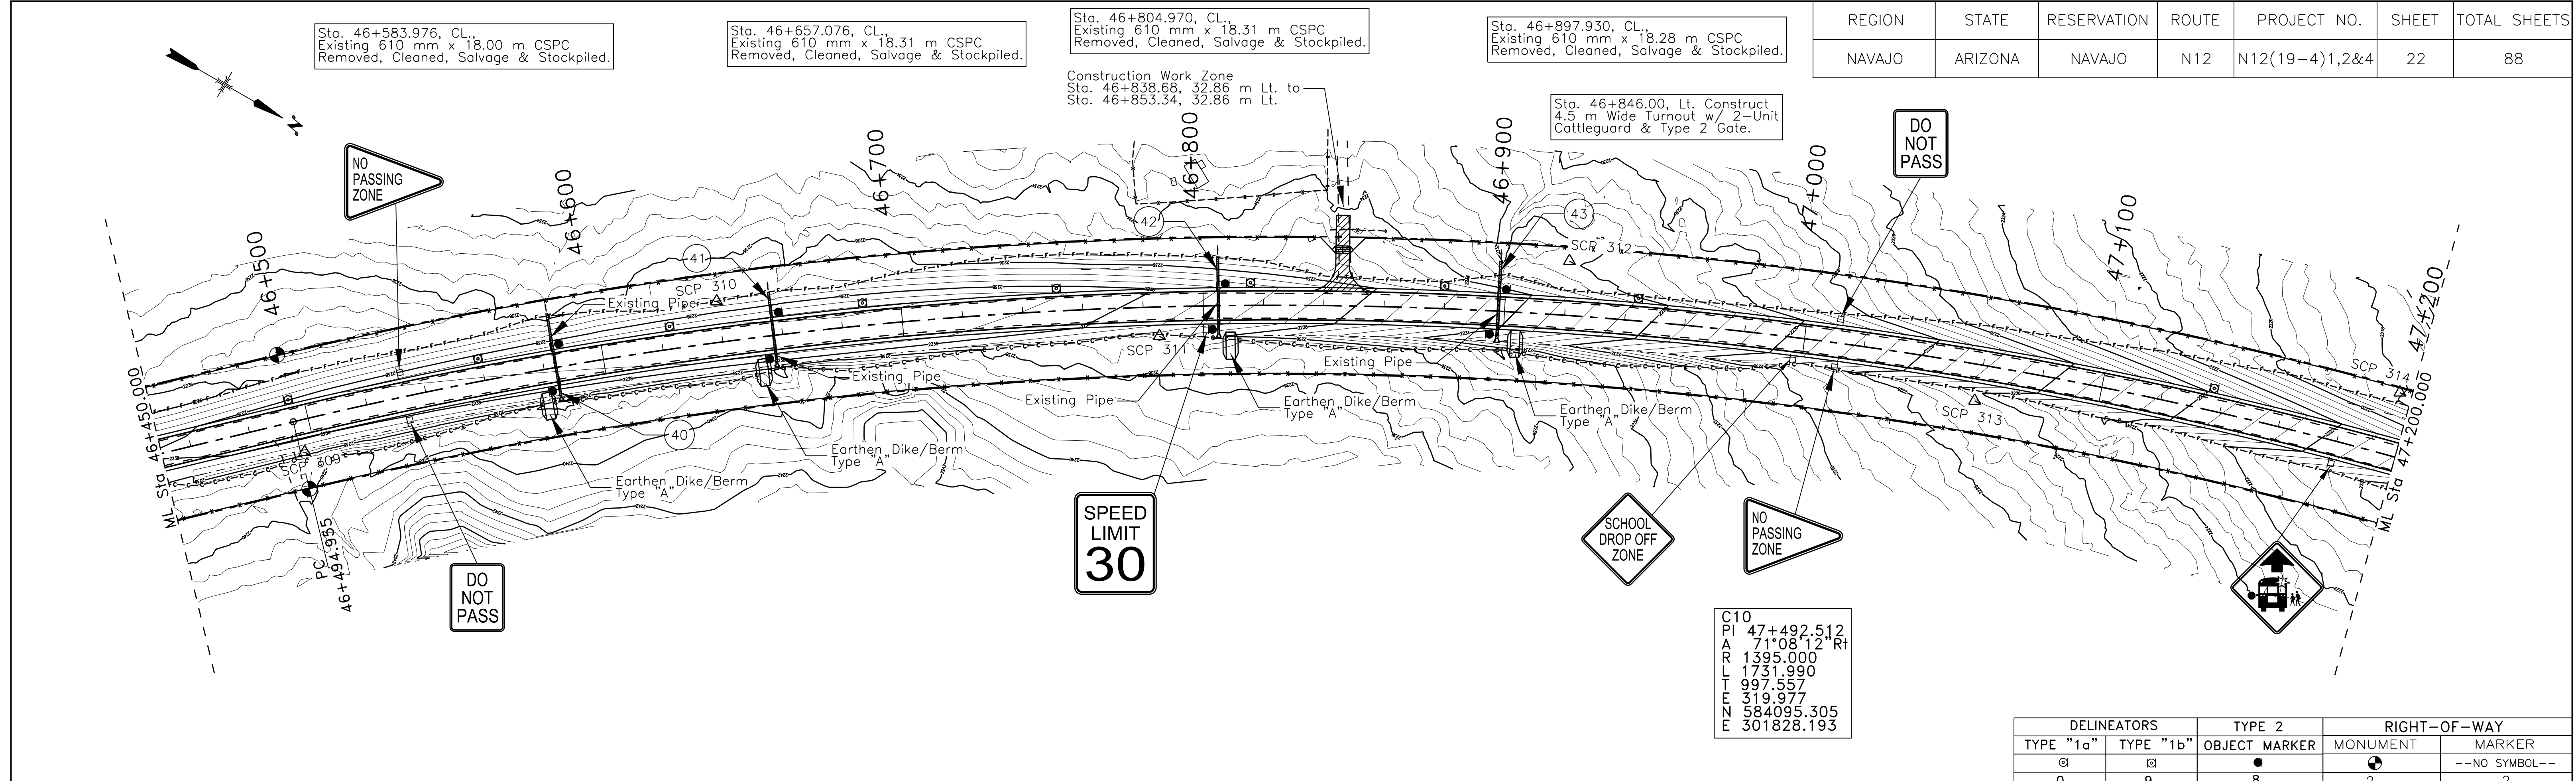 Sta. 46+583.976, CL.,
Existing 610 mm x 18.00 m CSPC
Removed, Cleaned, Salvage & Stockpiled.
Sta. 46+657.076, CL.,
Existing 610 mm x 18.31 m CSPC
Removed, Cleaned, Salvage & Stockpiled.
Sta. 46+804.970, CL.,
Existing 610 mm x 18.31 m CSPC
Removed, Cleaned, Salvage & Stockpiled.
Sta. 46+897.930, CL.,
Existing 610 mm x 18.28 m CSPC
Removed, Cleaned, Salvage & Stockpiled.
REGION STATE RESERVATION ROUTE PROJECT NO. SHEET TOTAL SHEETS
NAVAJO ARIZONA NAVAJO N12 N12(19-4)1,2&4 22 88
Construction Work Zone
Sta. 46+838.68, 32.86 m Lt. to
Sta. 46+853.34, 32.86 m Lt.
Sta. 46+846.00, Lt. Construct
4.5 m Wide Turnout w/ 2-Unit
Cattleguard & Type 2 Gate.
N
NO
PASSING
ZONE
DO
NOT
PASS
46+500
46+600
46+700
46+800
46+900
47+000
47+100
47+200
41
42
43
40
SCP 309
SCP 310
SCP 311
SCP 312
SCP 313
SCP 314
Existing Pipe
Existing Pipe
Existing Pipe
Existing Pipe
Earthen Dike/Berm
Type "A"
Earthen Dike/Berm
Type "A"
Earthen Dike/Berm
Type "A"
Earthen Dike/Berm
Type "A"
ML Sta 46+450.000
ML Sta 47+200.000
PC
46+494.955
DO
NOT
PASS
SPEED
LIMIT
30
SCHOOL
DROP OFF
ZONE
NO
PASSING
ZONE
C10
PI 47+492.512
Δ 71°08'12"Rt
R 1395.000
L 1731.990
T 997.557
E 319.977
N 584095.305
E 301828.193
DELINEATORS TYPE 2 RIGHT-OF-WAY
TYPE "1a" TYPE "1b" OBJECT MARKER MONUMENT MARKER
--NO SYMBOL--
0 9 8 2 2